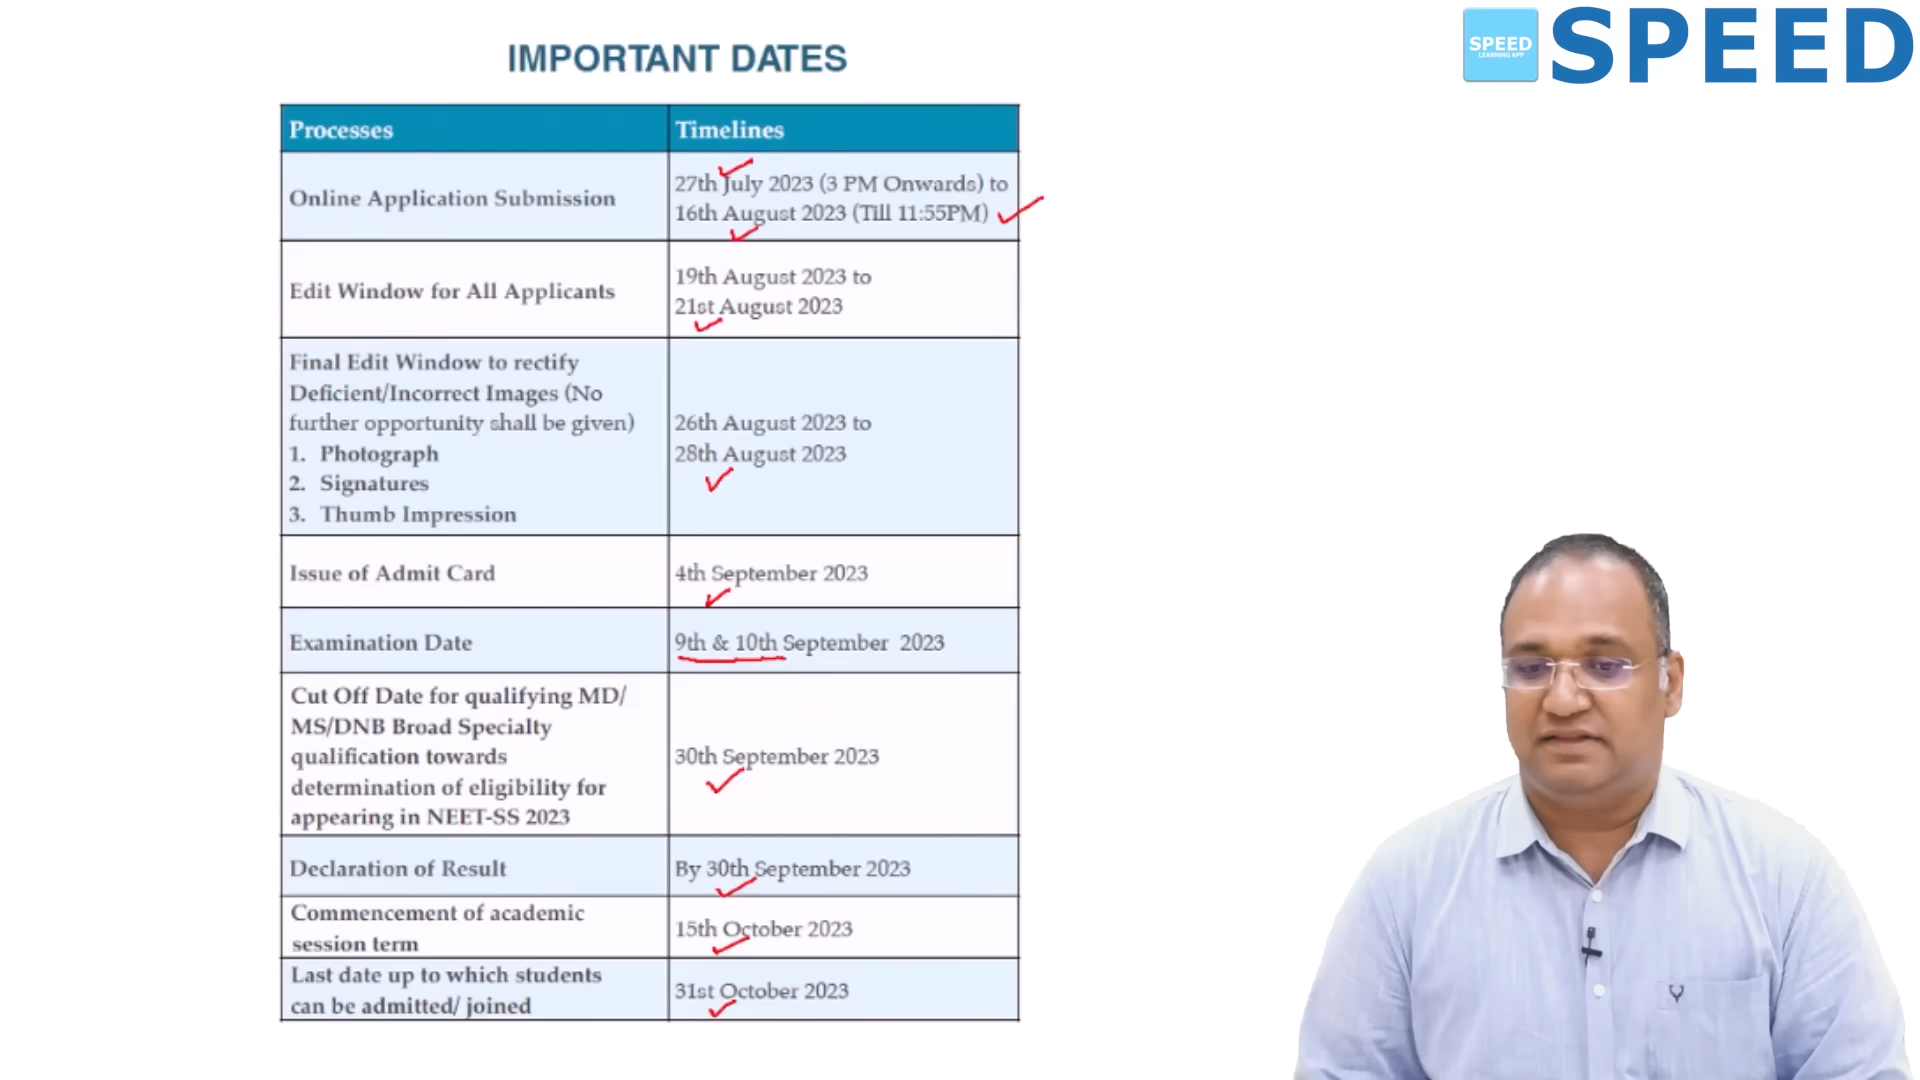 SPEED
LEARNING APP
SPEED
IMPORTANT DATES
Processes
Timelines
Online Application Submission
27th July 2023 (3 PM Onwards) to
16th August 2023 (Till 11:55PM)
Edit Window for All Applicants
19th August 2023 to
21st August 2023
Final Edit Window to rectify
Deficient/Incorrect Images (No
further opportunity shall be given)
1. Photograph
2. Signatures
3. Thumb Impression
26th August 2023 to
28th August 2023
Issue of Admit Card
4th September 2023
Examination Date
9th & 10th September 2023
Cut Off Date for qualifying MD/
MS/DNB Broad Specialty
qualification towards
determination of eligibility for
appearing in NEET-SS 2023
30th September 2023
Declaration of Result
By 30th September 2023
Commencement of academic
session term
15th October 2023
Last date up to which students
can be admitted/ joined
31st October 2023